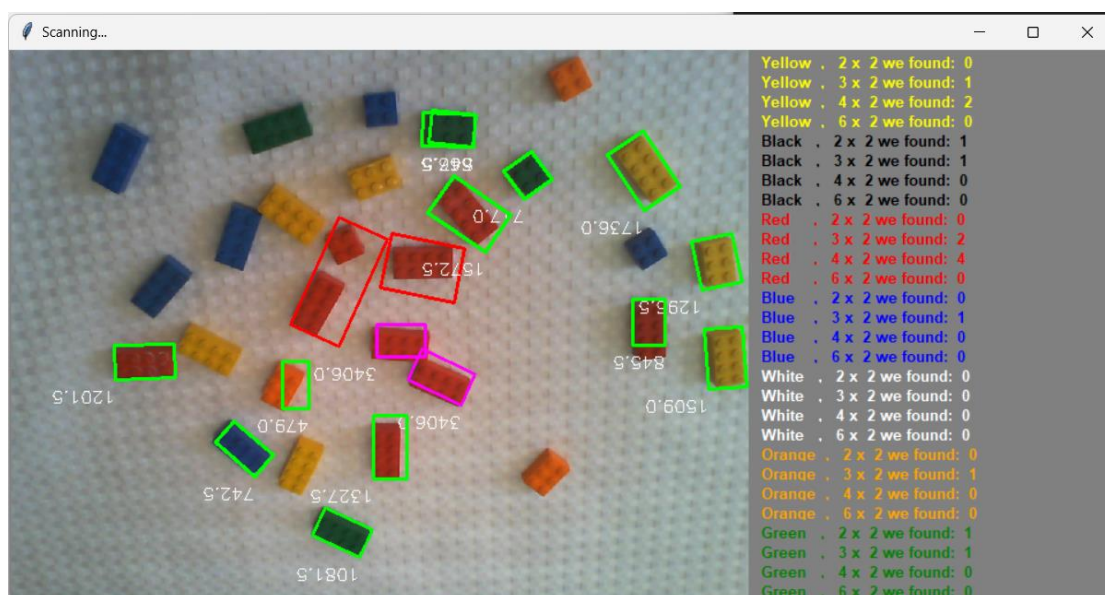 Scanning...
Yellow . 2 x 2 we found: 0
Yellow . 3 x 2 we found: 1
Yellow . 4 x 2 we found: 2
Yellow . 6 x 2 we found: 0
Black . 2 x 2 we found: 1
Black . 3 x 2 we found: 1
Black . 4 x 2 we found: 0
Black . 6 x 2 we found: 0
Red . 2 x 2 we found: 0
Red . 3 x 2 we found: 2
Red . 4 x 2 we found: 4
Red . 6 x 2 we found: 0
Blue . 2 x 2 we found: 0
Blue . 3 x 2 we found: 1
Blue . 4 x 2 we found: 0
Blue . 6 x 2 we found: 0
White . 2 x 2 we found: 0
White . 3 x 2 we found: 0
White . 4 x 2 we found: 0
White . 6 x 2 we found: 0
Orange . 2 x 2 we found: 0
Orange . 3 x 2 we found: 1
Orange . 4 x 2 we found: 0
Orange . 6 x 2 we found: 0
Green . 2 x 2 we found: 1
Green . 3 x 2 we found: 1
Green . 4 x 2 we found: 0
Green . 6 x 2 we found: 0
1736.0
1572.5
1295.5
845.5
3406.0
1201.5
1509.0
479.0
3406.0
742.5
1327.5
1081.5